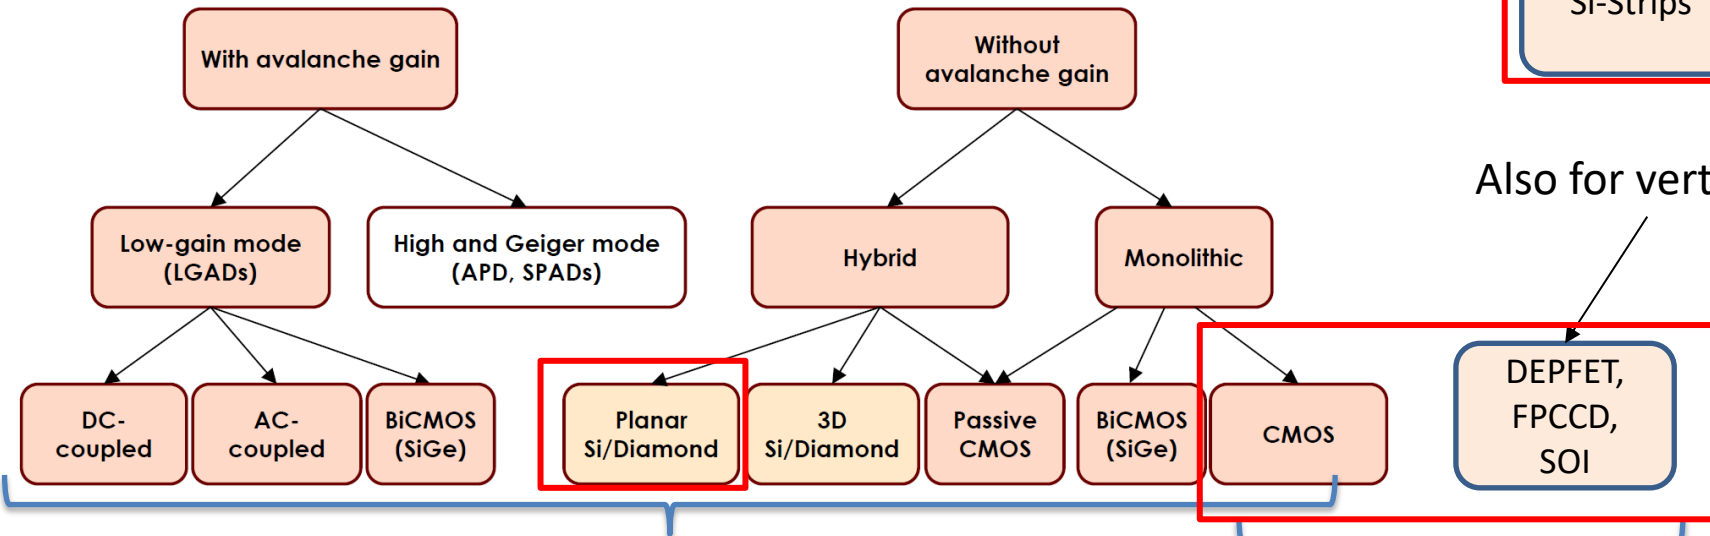 Si-Strips
With avalanche gain
Without
avalanche gain
Also for vert
Low-gain mode
(LGADs)
High and Geiger mode
(APD, SPADs)
Hybrid
Monolithic
DC-
coupled
AC-
coupled
BiCMOS
(SiGe)
Planar
Si/Diamond
3D
Si/Diamond
Passive
CMOS
BiCMOS
(SiGe)
CMOS
DEPFET,
FPCCD,
SOI